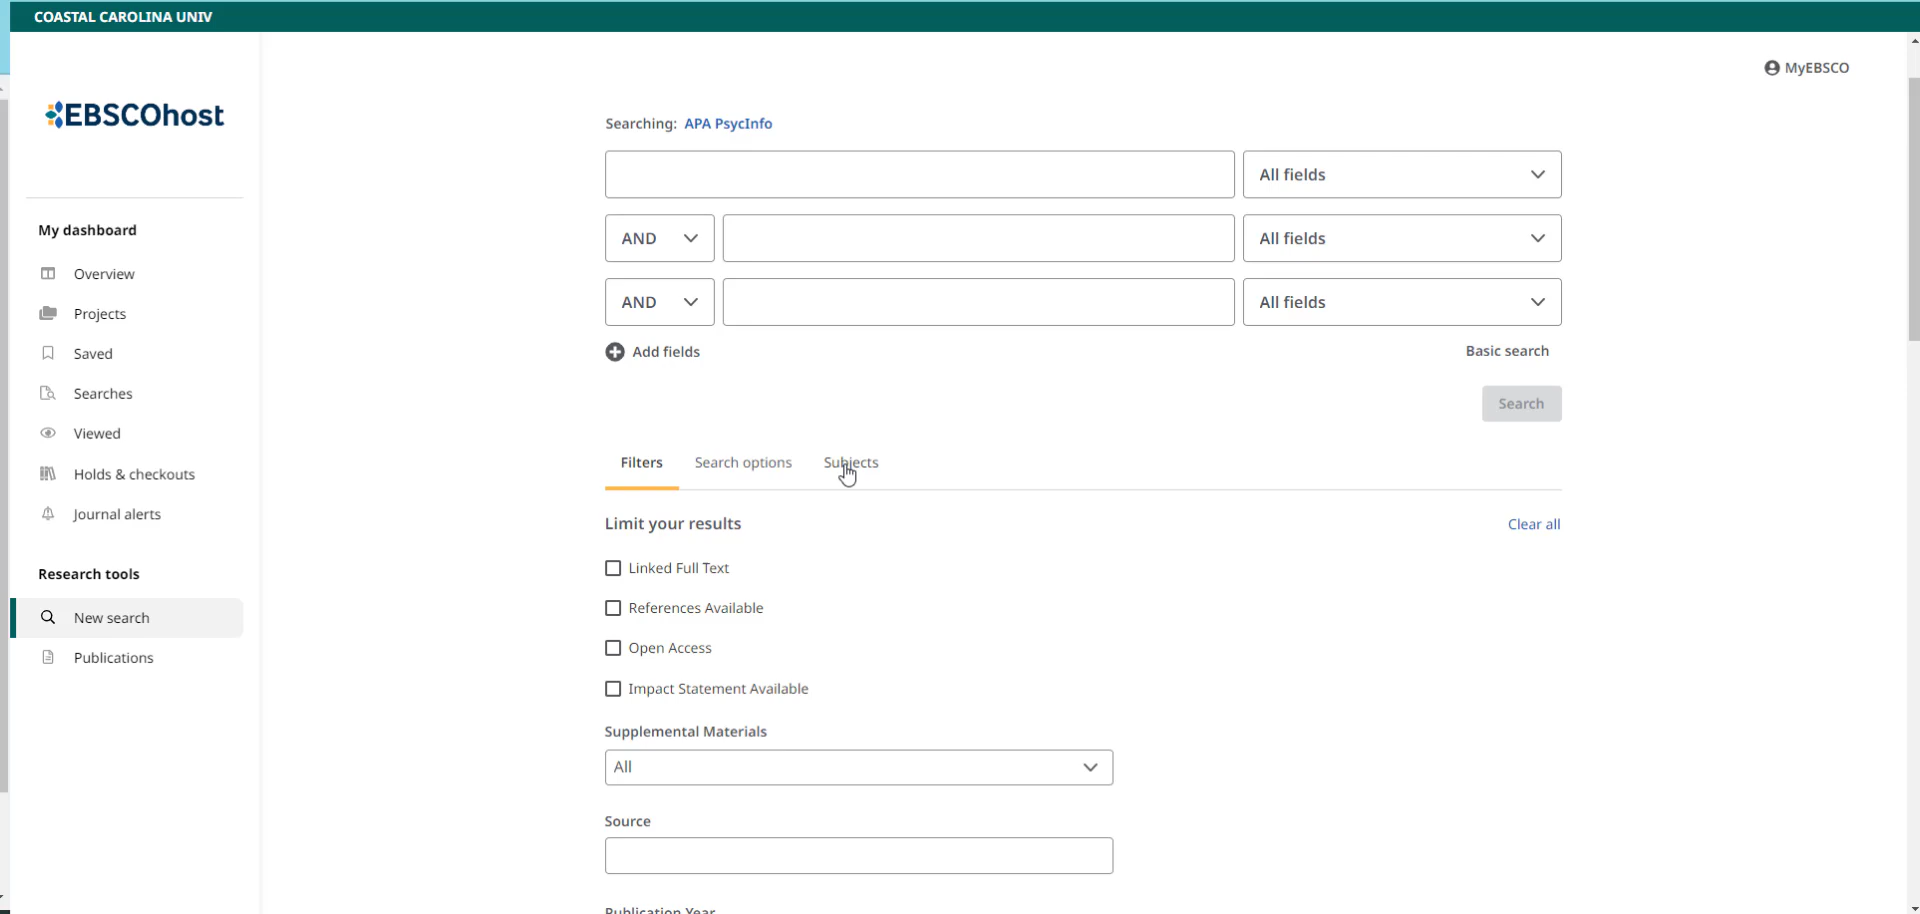 COASTAL CAROLINA UNIV
MyEBSCO
EBSCOhost
My dashboard
Overview
Projects
Saved
Searches
Viewed
Holds & checkouts
Journal alerts
Research tools
New search
Publications
Searching: APA PsycInfo
All fields
AND
All fields
AND
All fields
Add fields
Basic search
Search
Filters Search options Subjects
Limit your results
Clear all
Linked Full Text
References Available
Open Access
Impact Statement Available
Supplemental Materials
All
Source
Publication Year